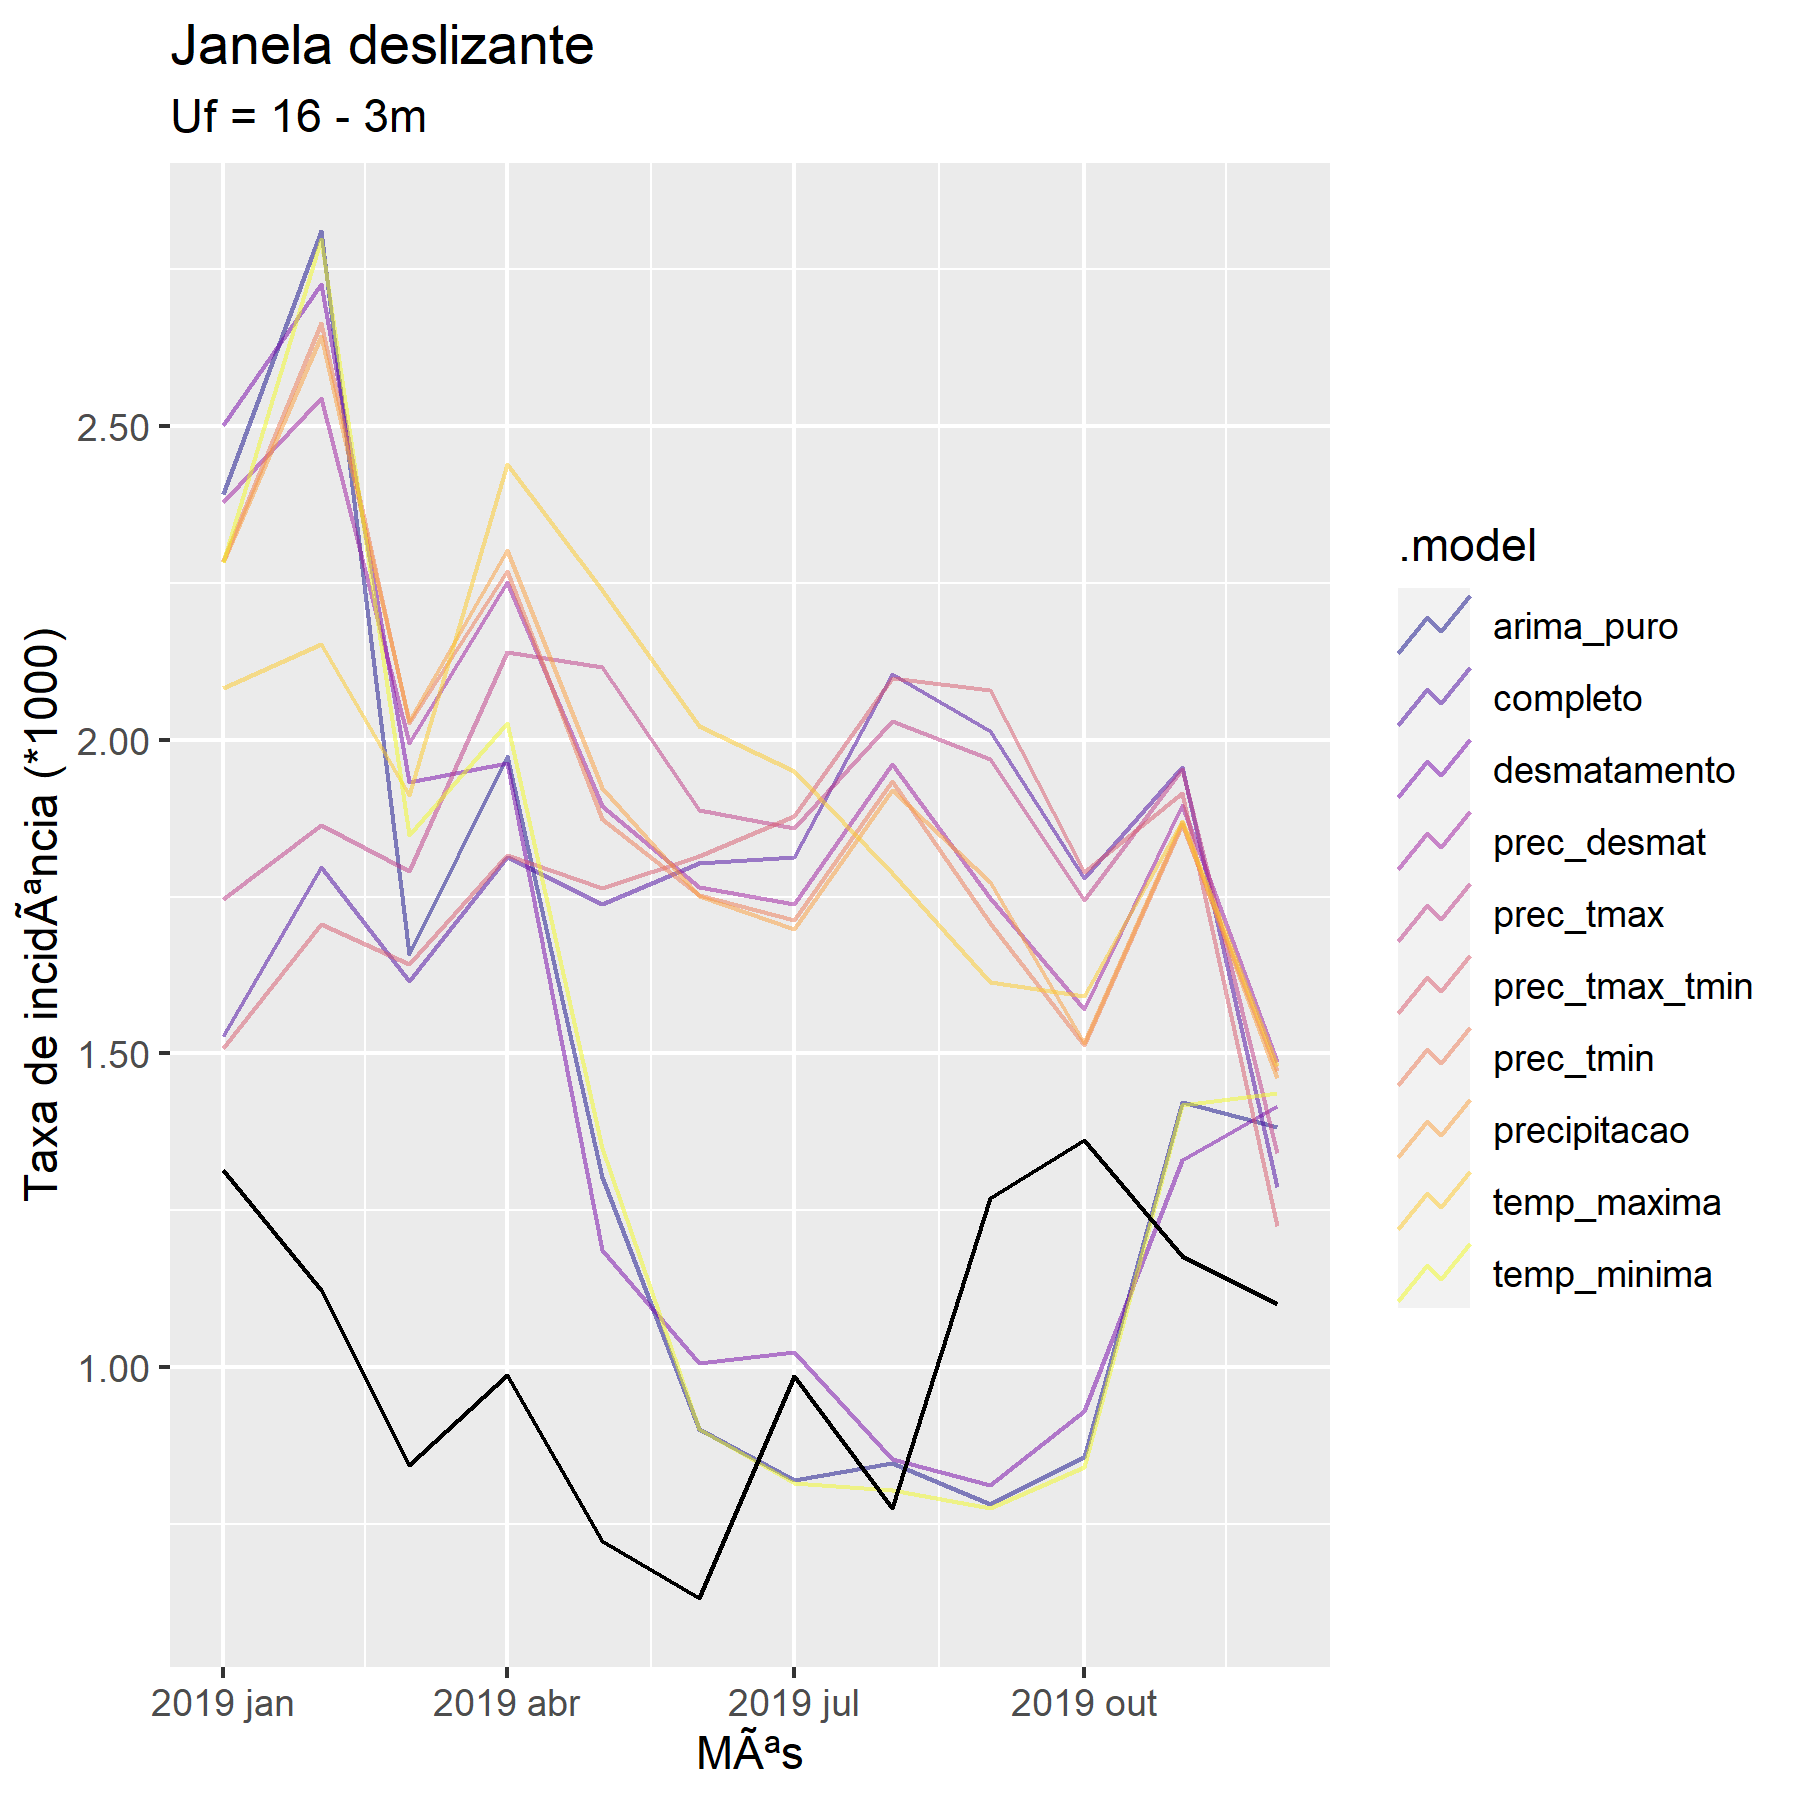 Janela deslizante
Uf = 16 - 3m
Taxa de incidÃªncia (*1000)
2.50
2.00
1.50
1.00
2019 jan
2019 abr
2019 jul
2019 out
MÃªs
.model
arima_puro
completo
desmatamento
prec_desmat
prec_tmax
prec_tmax_tmin
prec_tmin
precipitacao
temp_maxima
temp_minima